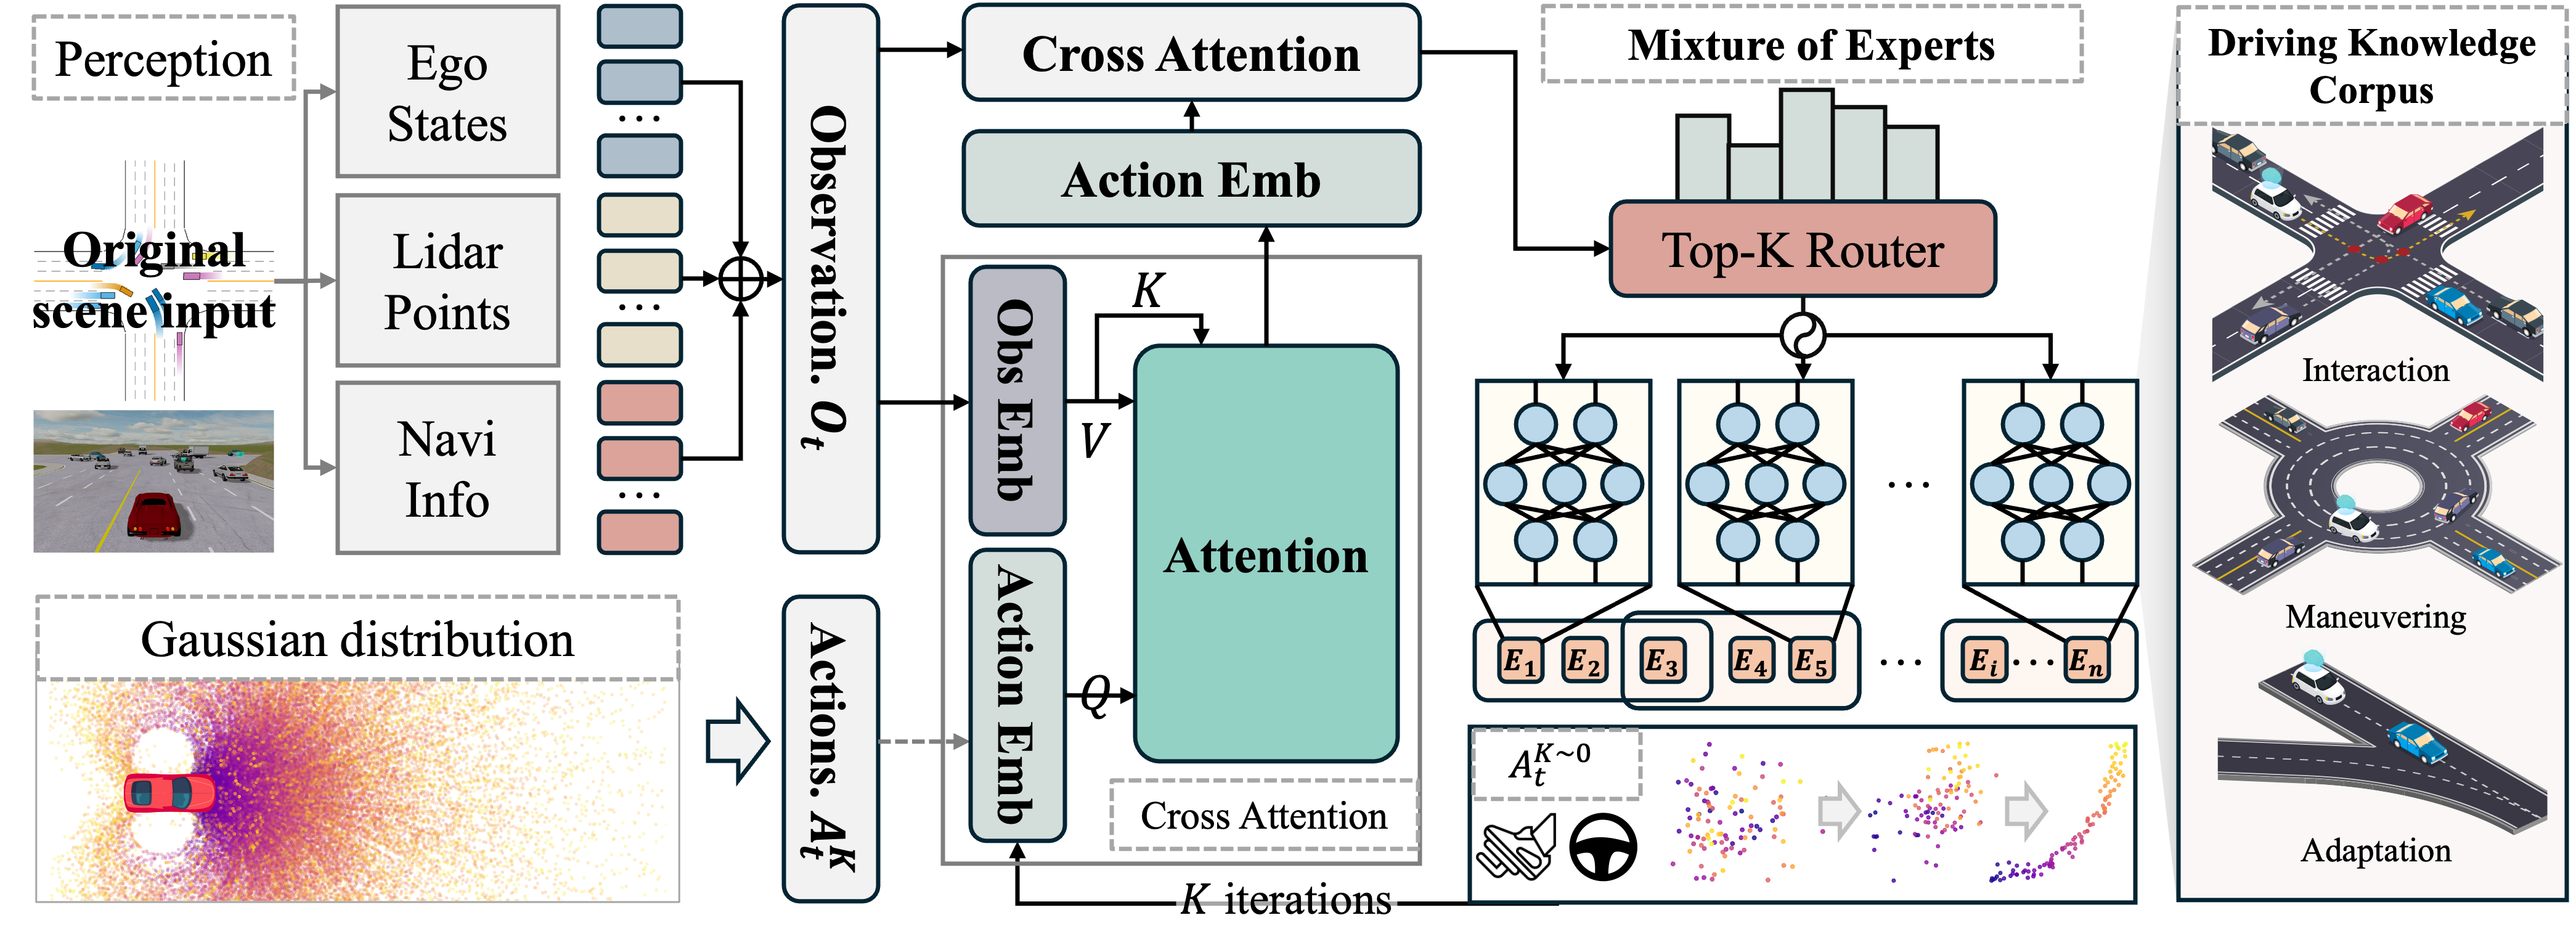 Perception
Original
scene input
Ego
States
Lidar
Points
Navi
Info
...
...
...
Observation. O_t
Cross Attention
Action Emb
Obs Emb
K
V
Attention
Action Emb
Q
Cross Attention
K iterations
Gaussian distribution
Actions. A_t^K
Mixture of Experts
Top-K Router
...
E_1 E_2 E_3 E_4 E_5 ... E_i ... E_n
A_t^{K~0}
Driving Knowledge
Corpus
Interaction
Maneuvering
Adaptation